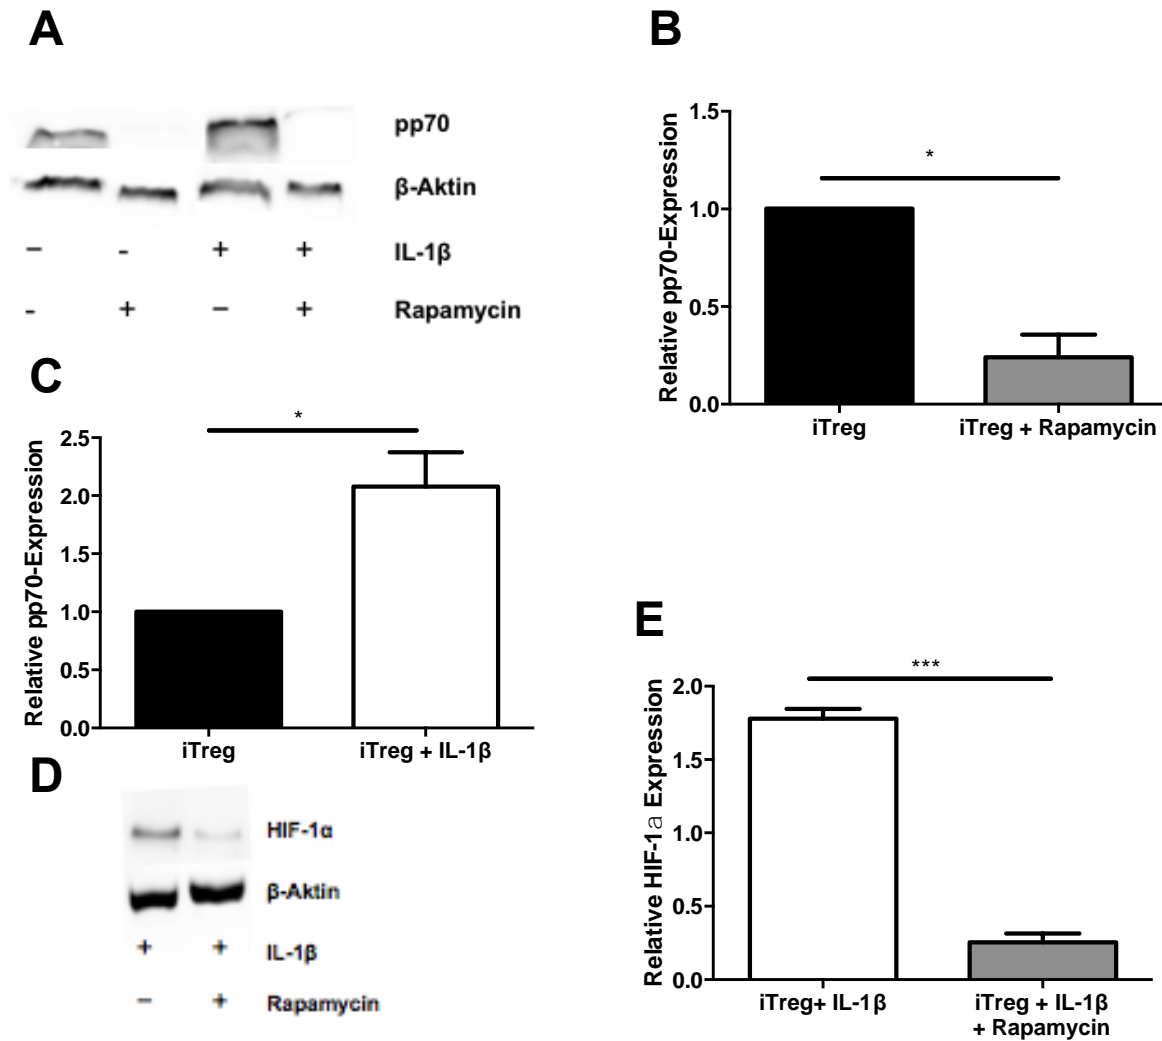 A
pp70
β-Aktin
– - + + IL-1β
- + – + Rapamycin
B
1.5
1.0
0.5
0.0
Relative pp70-Expression
*
iTreg
iTreg + Rapamycin
C
2.5
2.0
1.5
1.0
0.5
0.0
Relative pp70-Expression
*
iTreg
iTreg + IL-1β
D
HIF-1α
β-Aktin
+ + IL-1β
– + Rapamycin
E
2.0
1.5
1.0
0.5
0.0
Relative HIF-1a Expression
***
iTreg+ IL-1β
iTreg + IL-1β
+ Rapamycin